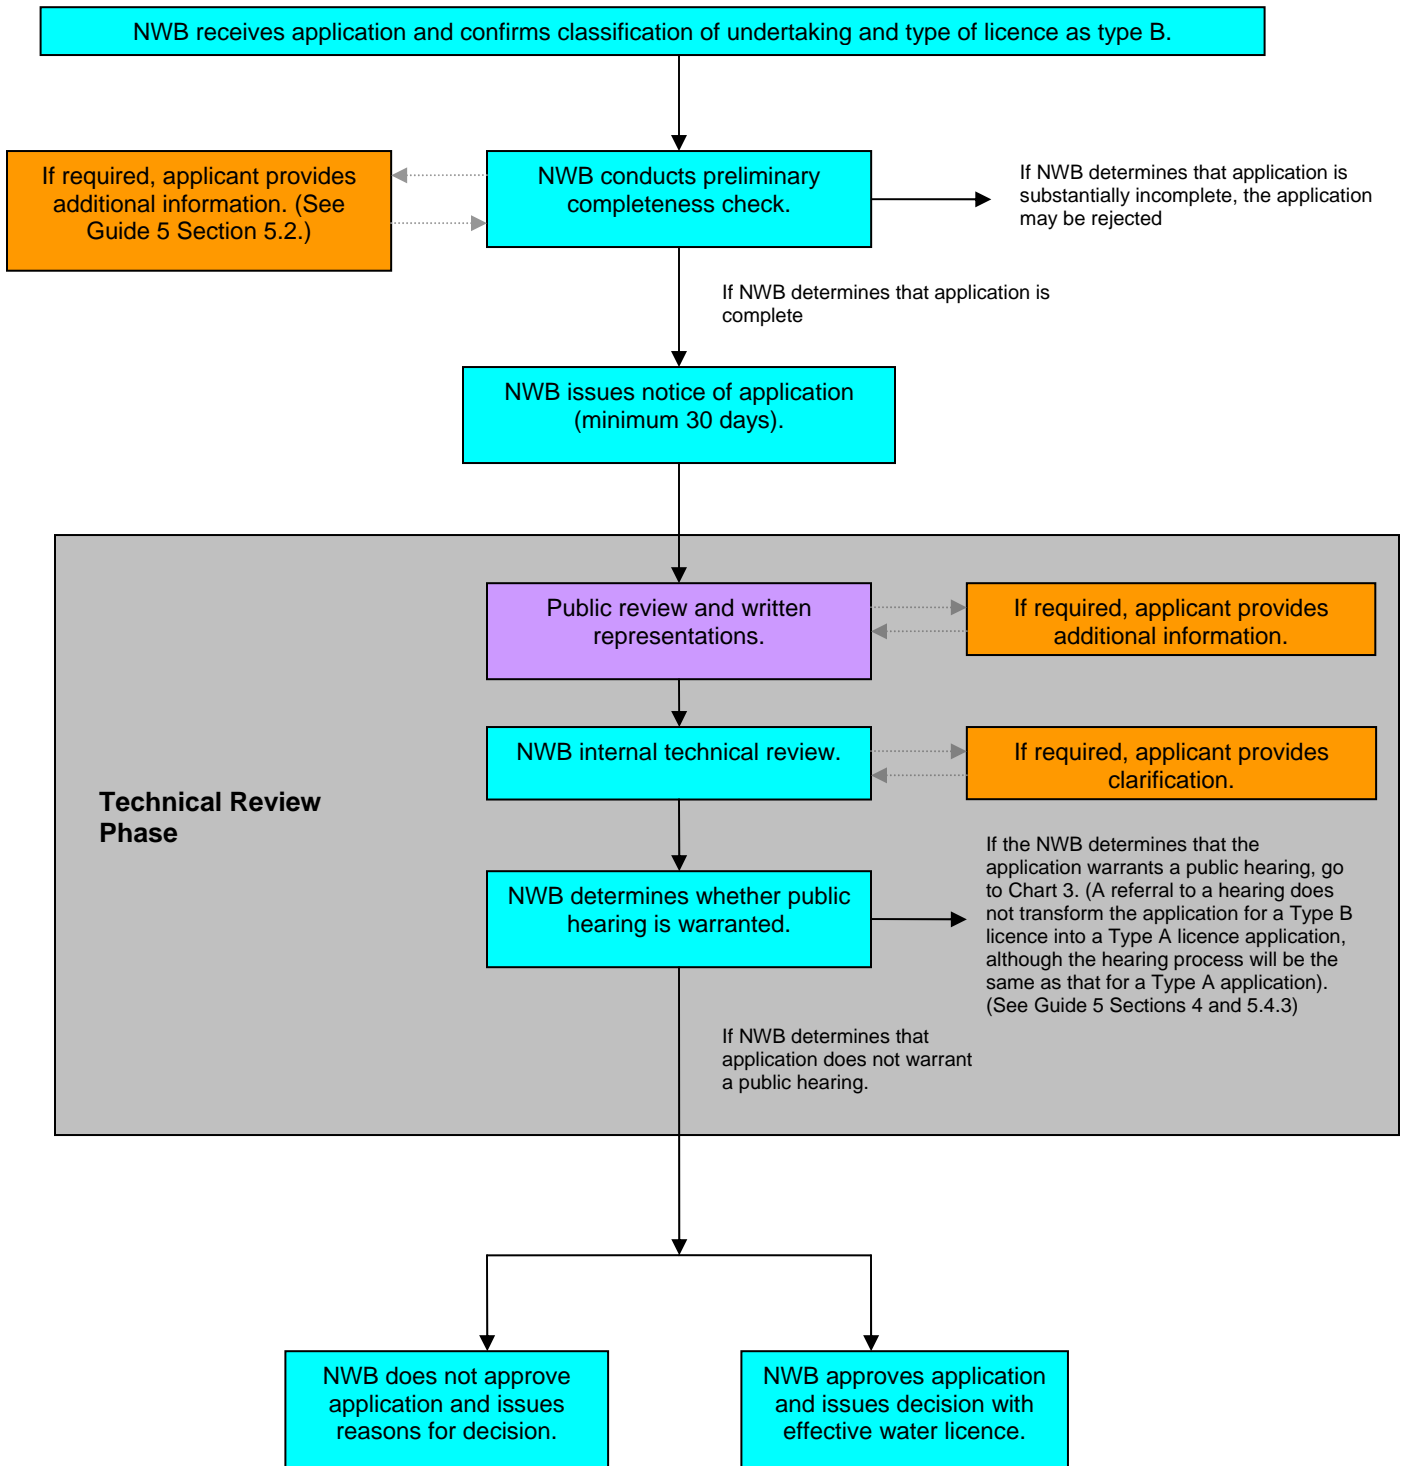 NWB receives application and confirms classification of undertaking and type of licence as type B.
If required, applicant provides
additional information. (See
Guide 5 Section 5.2.)
NWB conducts preliminary
completeness check.
If NWB determines that application is
substantially incomplete, the application
may be rejected
If NWB determines that application is
complete
NWB issues notice of application
(minimum 30 days).
Public review and written
representations.
If required, applicant provides
additional information.
NWB internal technical review.
If required, applicant provides
clarification.
Technical Review
Phase
NWB determines whether public
hearing is warranted.
If the NWB determines that the
application warrants a public hearing, go
to Chart 3. (A referral to a hearing does
not transform the application for a Type B
licence into a Type A licence application,
although the hearing process will be the
same as that for a Type A application).
(See Guide 5 Sections 4 and 5.4.3)
If NWB determines that
application does not warrant
a public hearing.
NWB does not approve
application and issues
reasons for decision.
NWB approves application
and issues decision with
effective water licence.